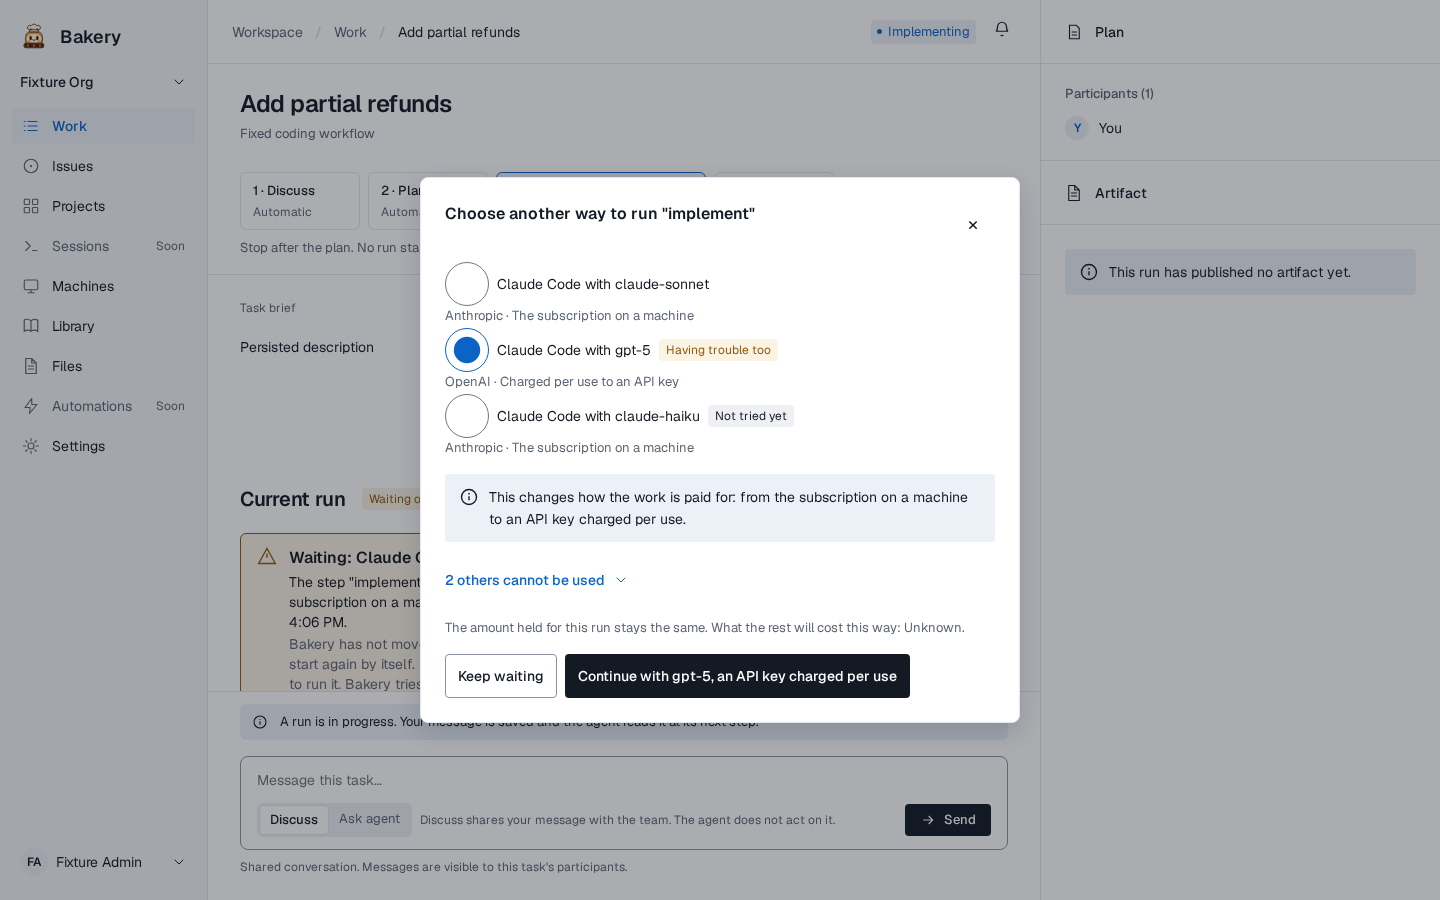 Bakery
Fixture Org
Work
Issues
Projects
Sessions Soon
Machines
Library
Files
Automations Soon
Settings
FA Fixture Admin
Workspace / Work / Add partial refunds
Implementing
Add partial refunds
Fixed coding workflow
1 · Discuss
Automatic
2 · Plan
Stop after the plan. No run
Task brief
Persisted description
Current run
Waiting
Waiting: Claude
The step "implement
subscription on a
4:06 PM.
Bakery has not
start again by itself.
to run it. Bakery tries
Choose another way to run "implement"
Claude Code with claude-sonnet
Anthropic · The subscription on a machine
Claude Code with gpt-5 Having trouble too
OpenAI · Charged per use to an API key
Claude Code with claude-haiku Not tried yet
Anthropic · The subscription on a machine
This changes how the work is paid for: from the subscription on a machine
to an API key charged per use.
2 others cannot be used
The amount held for this run stays the same. What the rest will cost this way: Unknown.
Keep waiting
Continue with gpt-5, an API key charged per use
A run is in progress. Your message is saved and the agent reads it at its next step.
Message this task...
Discuss Ask agent Discuss shares your message with the team. The agent does not act on it.
Send
Shared conversation. Messages are visible to this task's participants.
Plan
Participants (1)
Y You
Artifact
This run has published no artifact yet.